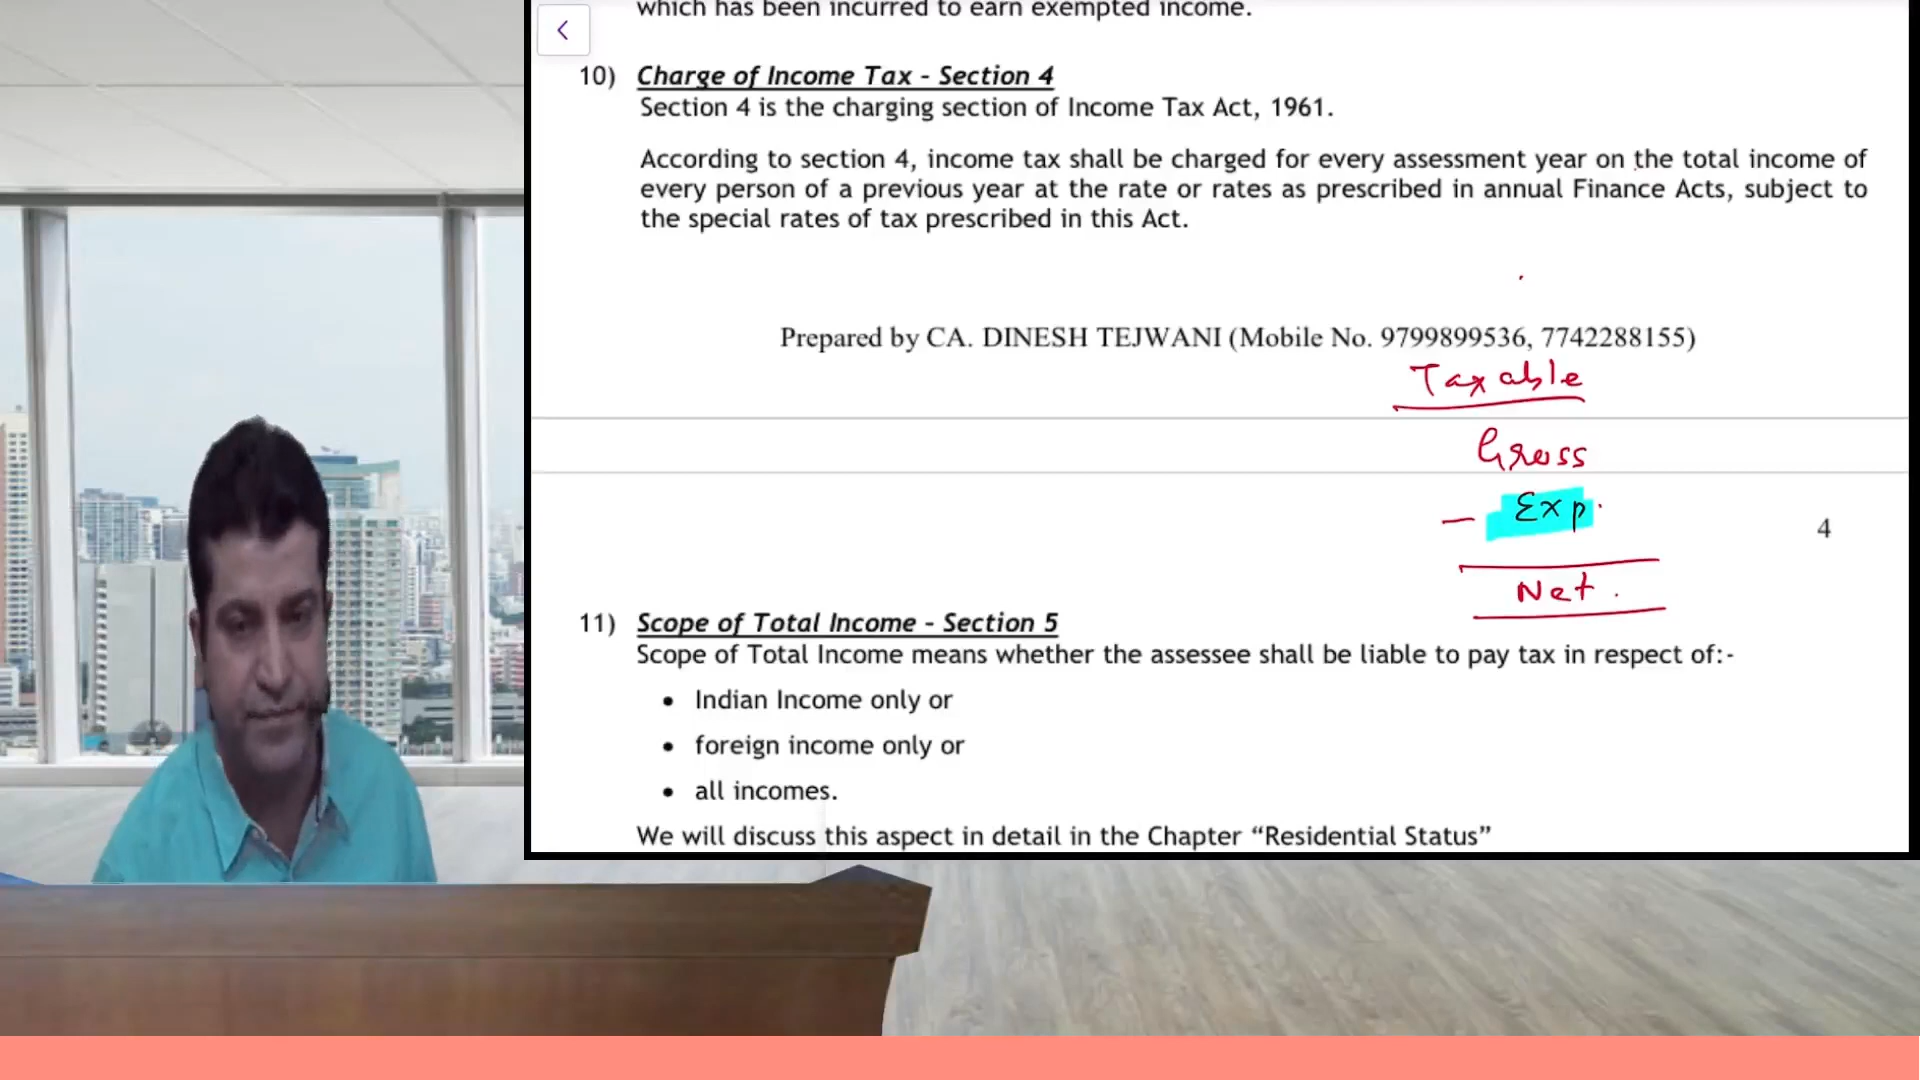 which has been incurred to earn exempted income.
10) Charge of Income Tax - Section 4
Section 4 is the charging section of Income Tax Act, 1961.
According to section 4, income tax shall be charged for every assessment year on the total income of
every person of a previous year at the rate or rates as prescribed in annual Finance Acts, subject to
the special rates of tax prescribed in this Act.
Prepared by CA. DINESH TEJWANI (Mobile No. 9799899536, 7742288155)
Taxable
Gross
- Exp.
4
Net.
11) Scope of Total Income - Section 5
Scope of Total Income means whether the assessee shall be liable to pay tax in respect of:-
• Indian Income only or
• foreign income only or
• all incomes.
We will discuss this aspect in detail in the Chapter “Residential Status”